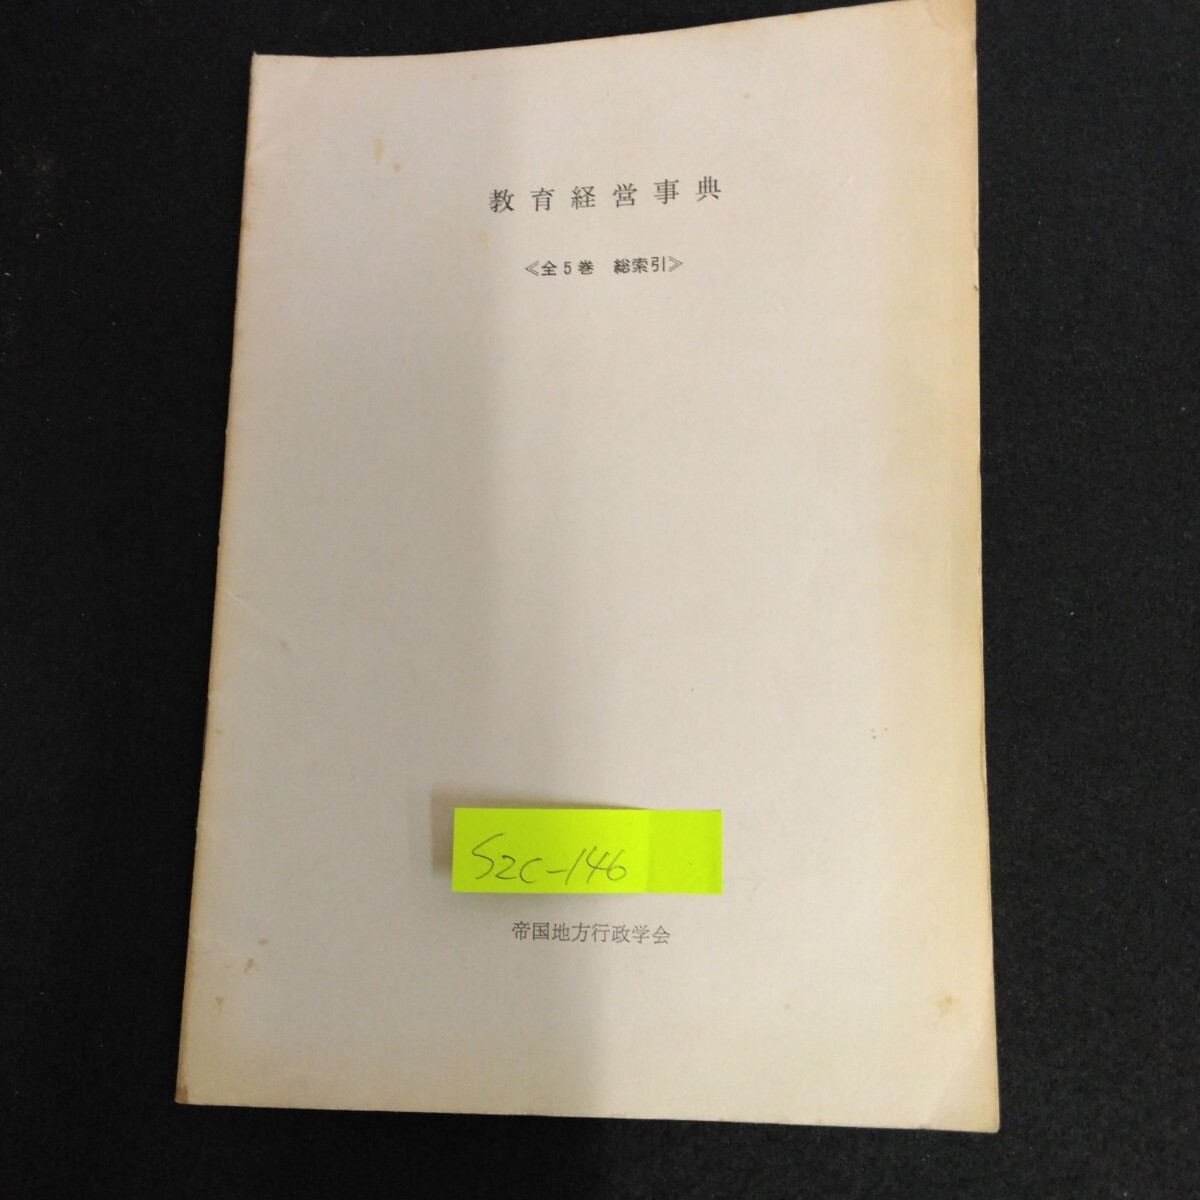 教育経営事典
≪全5巻 総索引≫
S2C-146
帝国地方行政学会